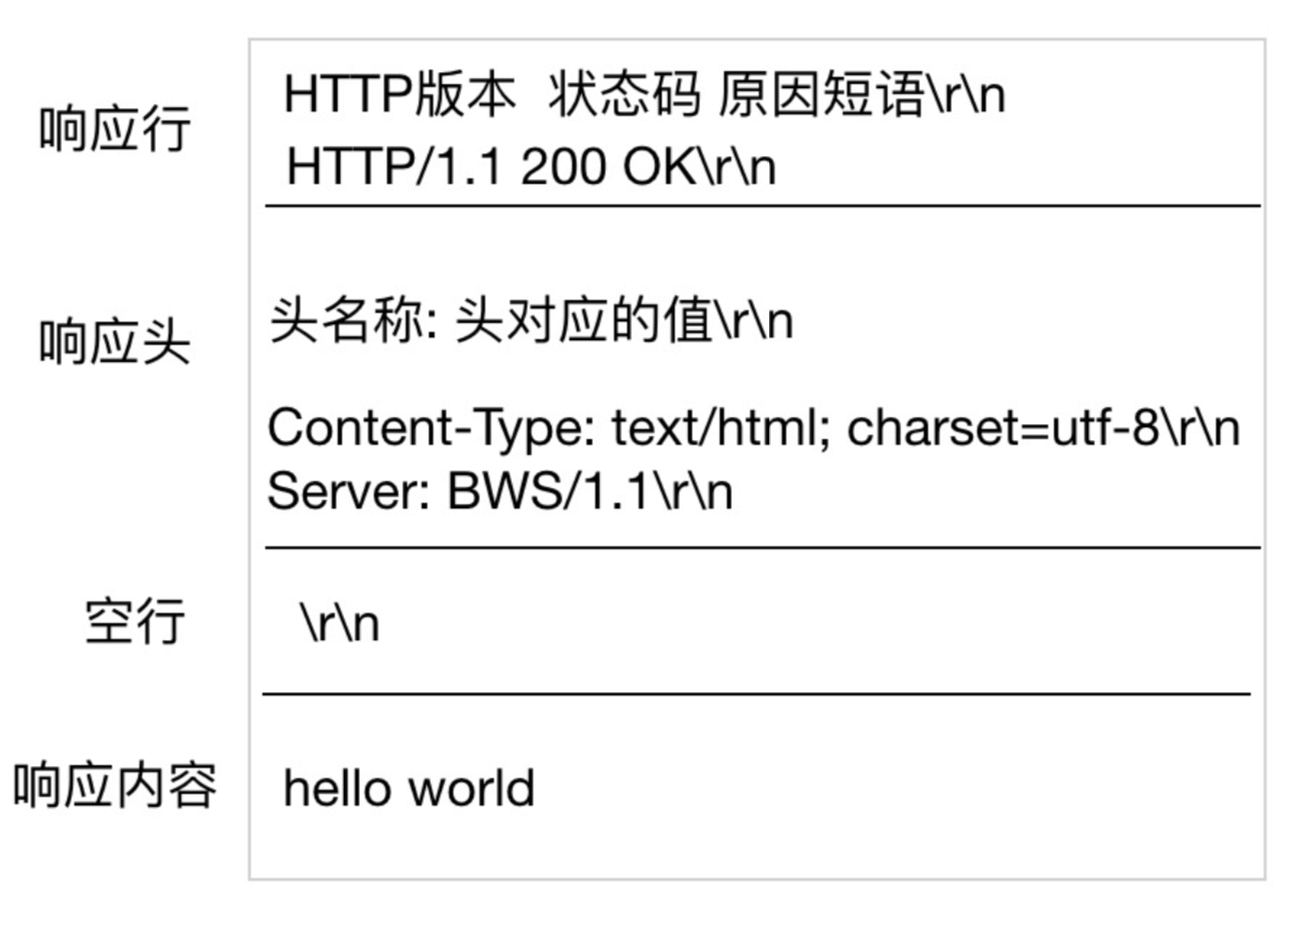 响应行
HTTP版本 状态码 原因短语\r\n
HTTP/1.1 200 OK\r\n
响应头
头名称: 头对应的值\r\n
Content-Type: text/html; charset=utf-8\r\n
Server: BWS/1.1\r\n
空行
\r\n
响应内容
hello world